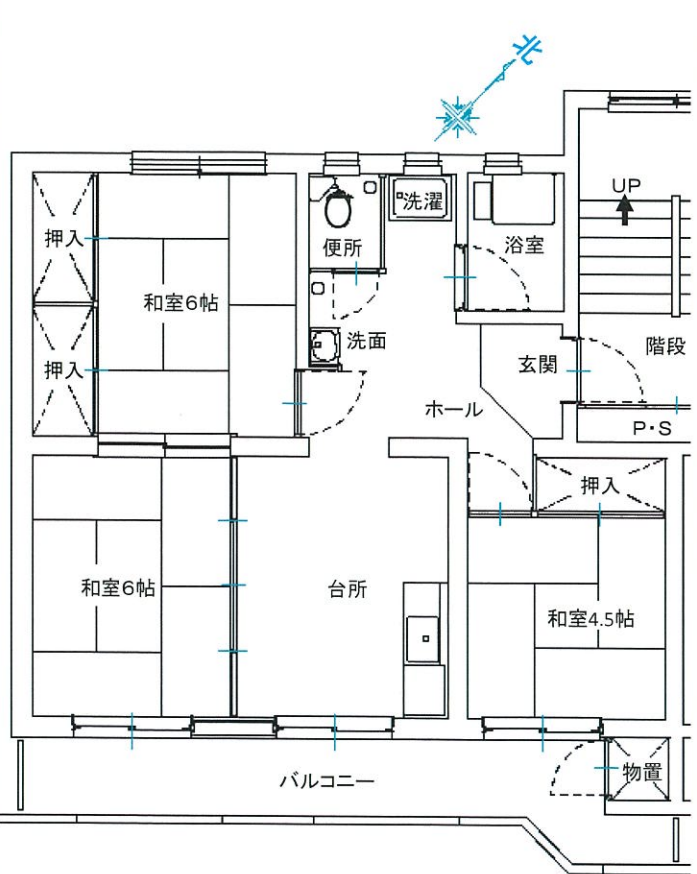 北
UP
押入
便所
洗濯
浴室
和室6帖
洗面
階段
押入
玄関
ホール
P・S
押入
和室6帖
台所
和室4.5帖
バルコニー
物置